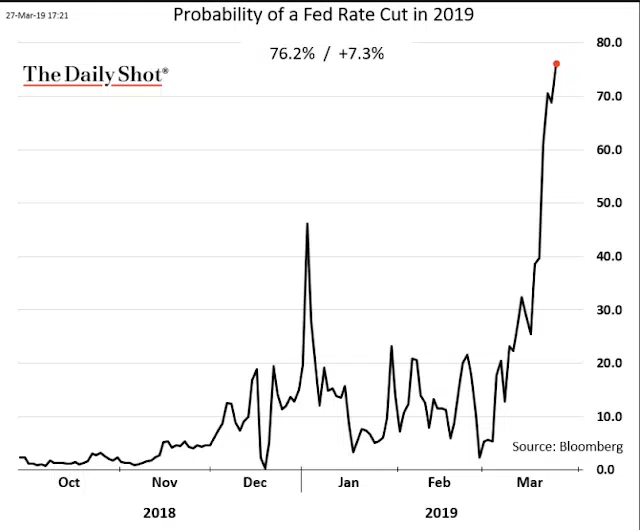 Probability of a Fed Rate Cut in 2019
27-Mar-19 17:21
76.2% / +7.3%
The Daily Shot®
80.0
70.0
60.0
50.0
40.0
30.0
20.0
10.0
Source: Bloomberg
0.0
Oct Nov Dec Jan Feb Mar
2018 2019